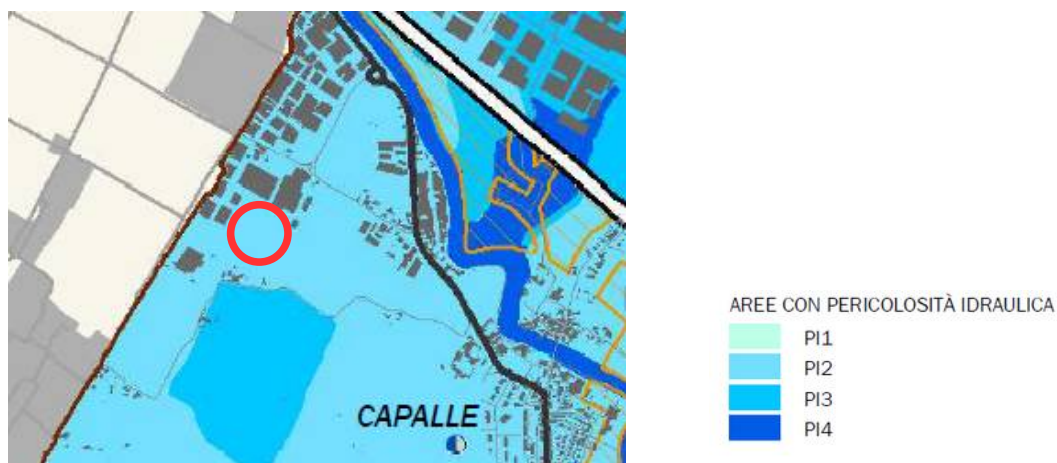 CAPALLE
AREE CON PERICOLOSITÀ IDRAULICA
PI1
PI2
PI3
PI4